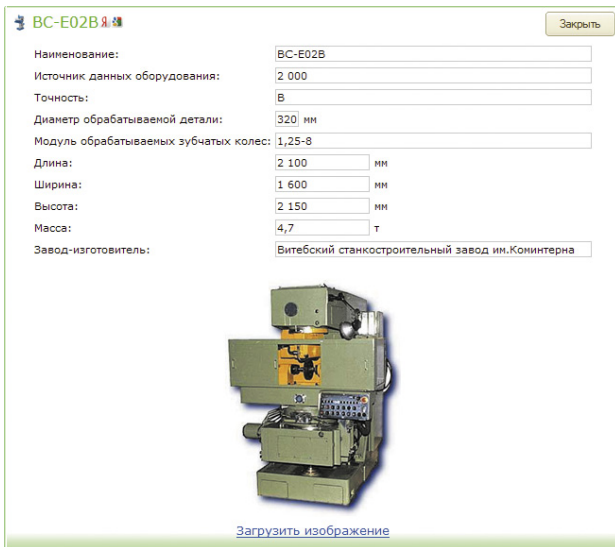 ВС-Е02В Я
Закрыть
Наименование: ВС-Е02В
Источник данных оборудования: 2 000
Точность: В
Диаметр обрабатываемой детали: 320 мм
Модуль обрабатываемых зубчатых колес: 1,25-8
Длина: 2 100 мм
Ширина: 1 600 мм
Высота: 2 150 мм
Масса: 4,7 т
Завод-изготовитель: Витебский станкостроительный завод им.Коминтерна
Загрузить изображение